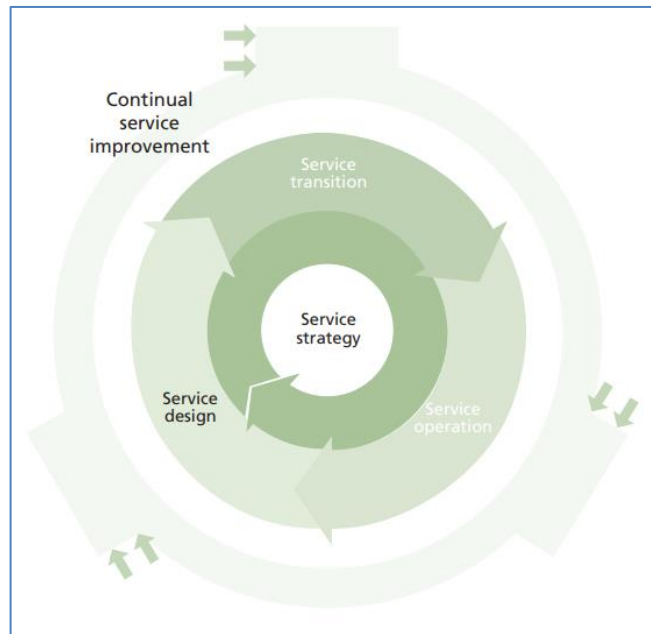 Continual
service
improvement
Service
transition
Service
strategy
Service
design
Service
operation